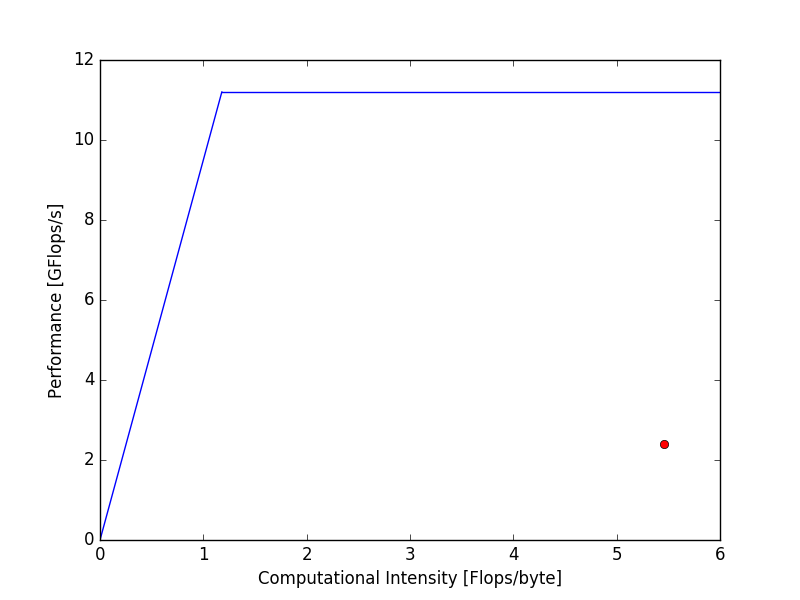 12
10
8
6
4
2
0
Performance [GFlops/s]
0 1 2 3 4 5 6
Computational Intensity [Flops/byte]